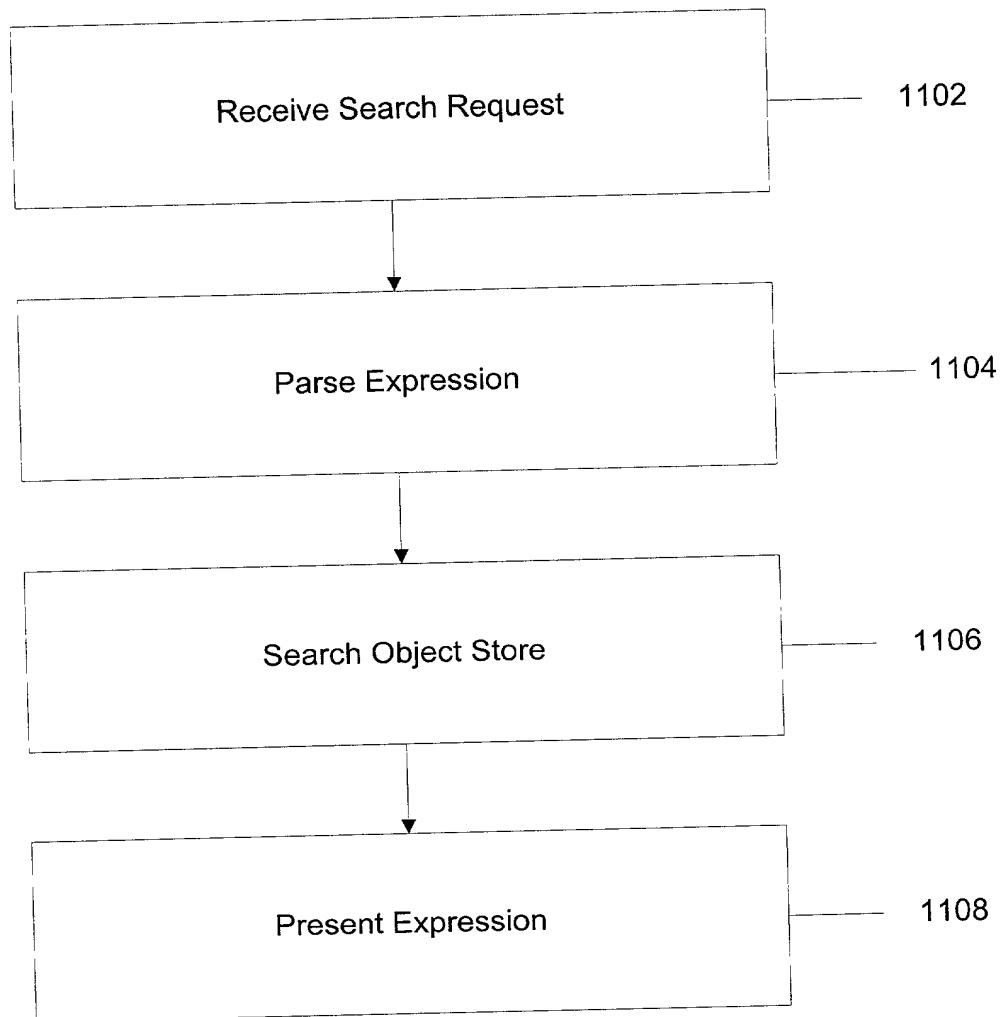 Receive Search Request
1102
Parse Expression
1104
Search Object Store
1106
Present Expression
1108